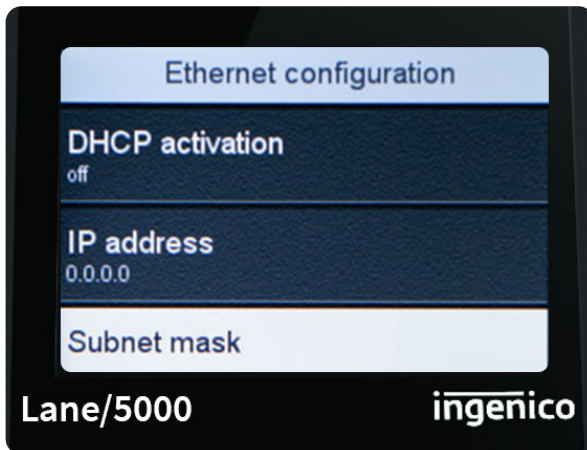 Ethernet configuration
DHCP activation
off
IP address
0.0.0.0
Subnet mask
Lane/5000
ingenico